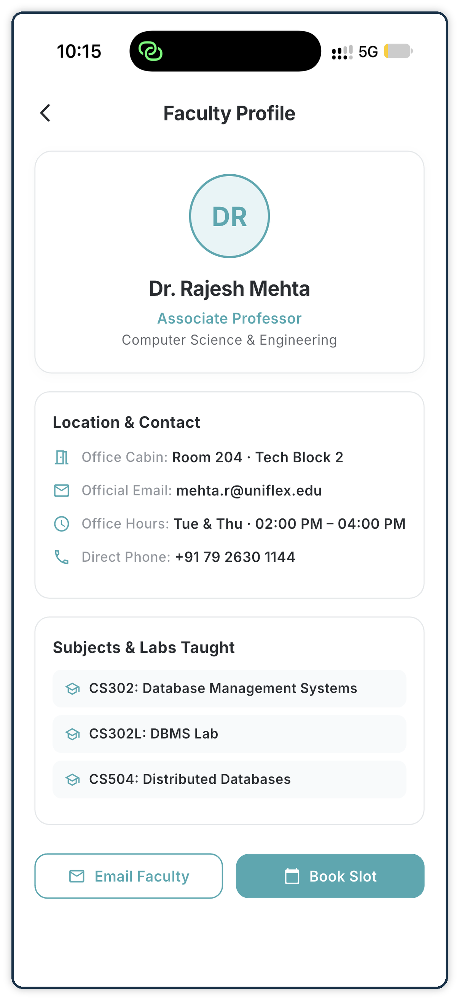 10:15
5G
Faculty Profile
DR
Dr. Rajesh Mehta
Associate Professor
Computer Science & Engineering
Location & Contact
Office Cabin: Room 204 · Tech Block 2
Official Email: mehta.r@uniflex.edu
Office Hours: Tue & Thu · 02:00 PM – 04:00 PM
Direct Phone: +91 79 2630 1144
Subjects & Labs Taught
CS302: Database Management Systems
CS302L: DBMS Lab
CS504: Distributed Databases
Email Faculty
Book Slot